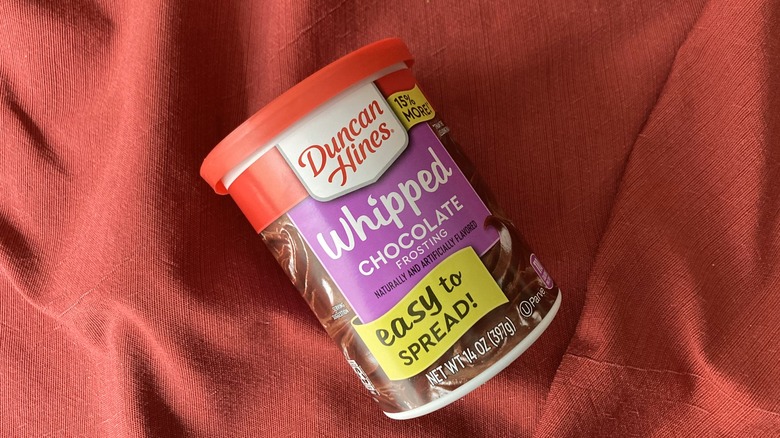 15%
MORE!
Duncan
Hines®
Whipped
CHOCOLATE
FROSTING
NATURALLY AND ARTIFICIALLY FLAVORED
easy to
SPREAD!
U Parve
NET WT 14 OZ (397g)